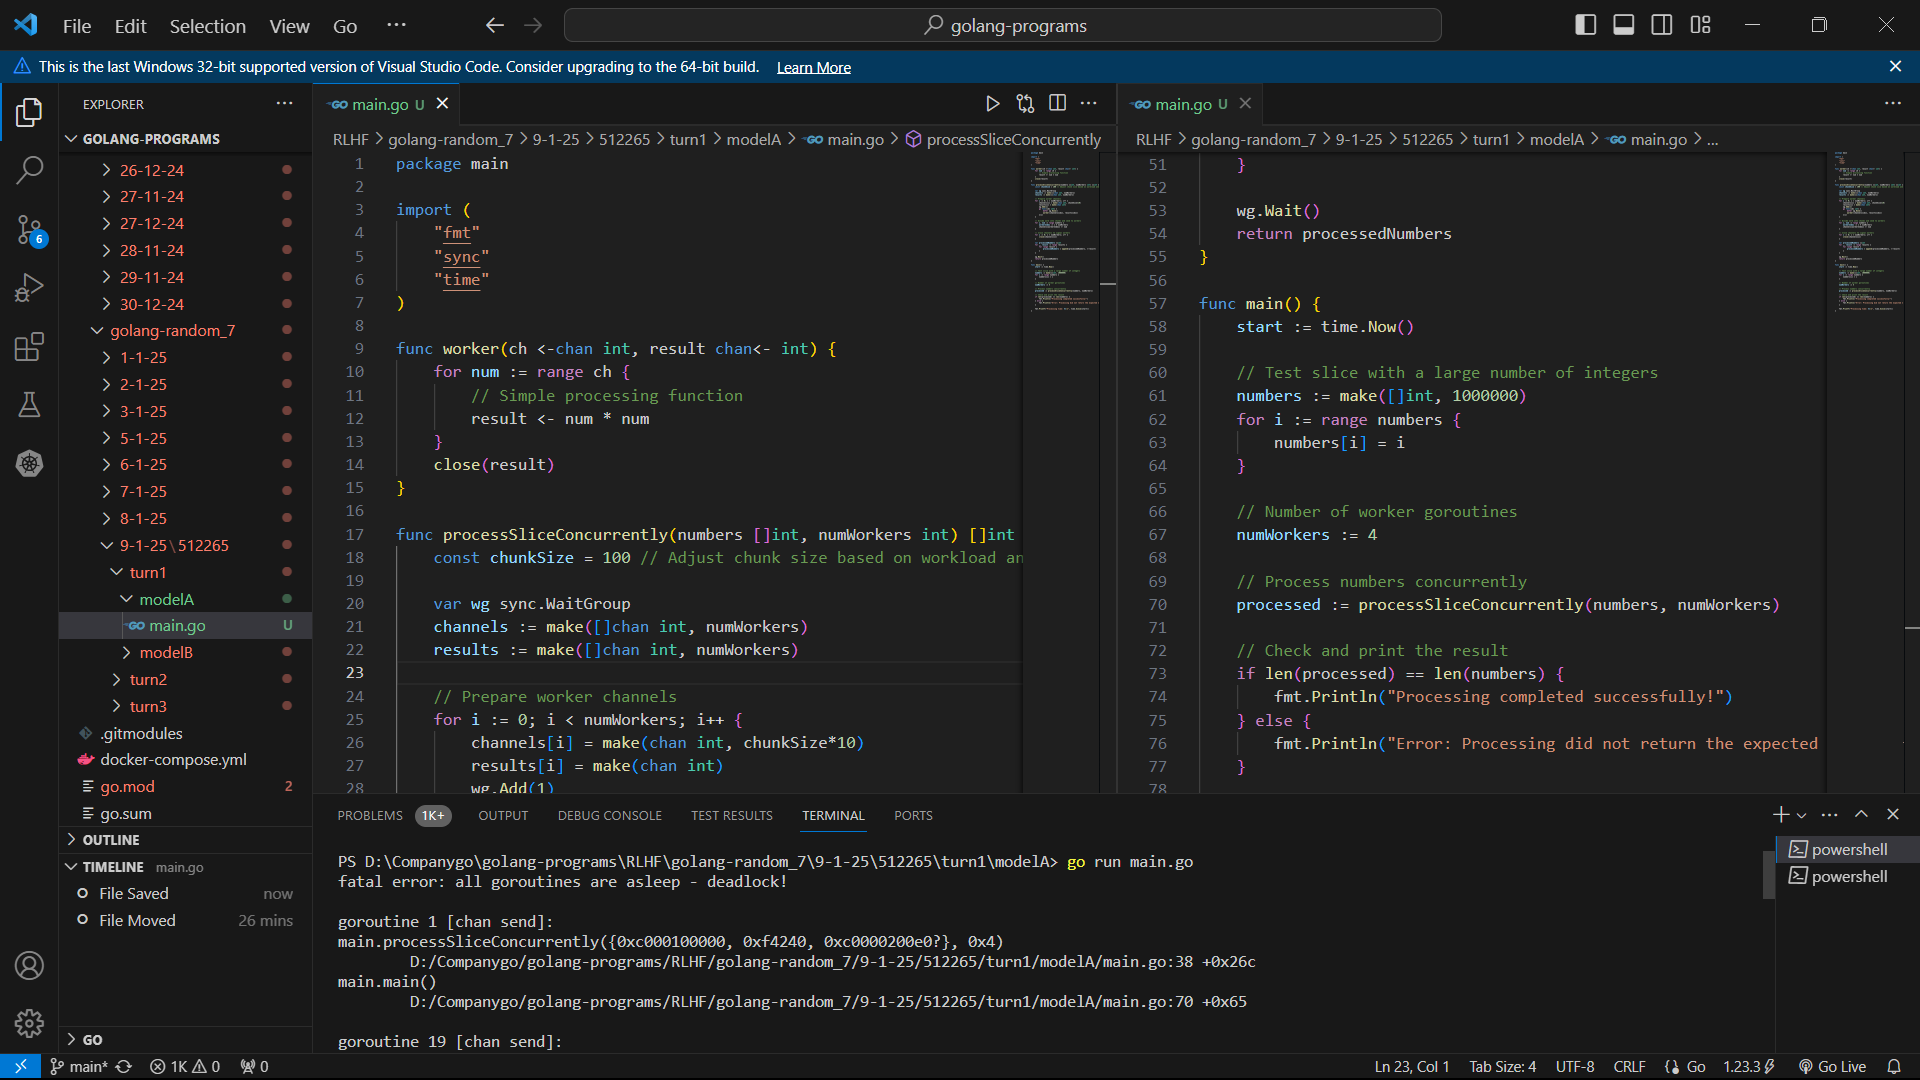 File Edit Selection View Go ··· golang-programs
This is the last Windows 32-bit supported version of Visual Studio Code. Consider upgrading to the 64-bit build. Learn More
EXPLORER
GOLANG-PROGRAMS
26-12-24
27-11-24
27-12-24
28-11-24
29-11-24
30-12-24
golang-random_7
1-1-25
2-1-25
3-1-25
5-1-25
6-1-25
7-1-25
8-1-25
9-1-25\512265
turn1
modelA
main.go U
modelB
turn2
turn3
.gitmodules
docker-compose.yml
go.mod 2
go.sum
OUTLINE
TIMELINE main.go
File Saved now
File Moved 26 mins
GO
6
main.go U
RLHF > golang-random_7 > 9-1-25 > 512265 > turn1 > modelA > main.go > processSliceConcurrently
1 package main
2
3 import (
4 "fmt"
5 "sync"
6 "time"
7 )
8
9 func worker(ch <-chan int, result chan<- int) {
10 for num := range ch {
11 // Simple processing function
12 result <- num * num
13 }
14 close(result)
15 }
16
17 func processSliceConcurrently(numbers []int, numWorkers int) []int
18 const chunkSize = 100 // Adjust chunk size based on workload an
19
20 var wg sync.WaitGroup
21 channels := make([]chan int, numWorkers)
22 results := make([]chan int, numWorkers)
23
24 // Prepare worker channels
25 for i := 0; i < numWorkers; i++ {
26 channels[i] = make(chan int, chunkSize*10)
27 results[i] = make(chan int)
28 wg.Add(1)
main.go U
RLHF > golang-random_7 > 9-1-25 > 512265 > turn1 > modelA > main.go > ...
51 }
52
53 wg.Wait()
54 return processedNumbers
55 }
56
57 func main() {
58 start := time.Now()
59
60 // Test slice with a large number of integers
61 numbers := make([]int, 1000000)
62 for i := range numbers {
63 numbers[i] = i
64 }
65
66 // Number of worker goroutines
67 numWorkers := 4
68
69 // Process numbers concurrently
70 processed := processSliceConcurrently(numbers, numWorkers)
71
72 // Check and print the result
73 if len(processed) == len(numbers) {
74 fmt.Println("Processing completed successfully!")
75 } else {
76 fmt.Println("Error: Processing did not return the expected
77 }
78
PROBLEMS 1K+ OUTPUT DEBUG CONSOLE TEST RESULTS TERMINAL PORTS
PS D:\Companygo\golang-programs\RLHF\golang-random_7\9-1-25\512265\turn1\modelA> go run main.go
fatal error: all goroutines are asleep - deadlock!
goroutine 1 [chan send]:
main.processSliceConcurrently({0xc000100000, 0xf4240, 0xc0000200e0?}, 0x4)
D:/Companygo/golang-programs/RLHF/golang-random_7/9-1-25/512265/turn1/modelA/main.go:38 +0x26c
main.main()
D:/Companygo/golang-programs/RLHF/golang-random_7/9-1-25/512265/turn1/modelA/main.go:70 +0x65
goroutine 19 [chan send]:
powershell
powershell
main* 1K 0 0 Ln 23, Col 1 Tab Size: 4 UTF-8 CRLF Go 1.23.3 Go Live